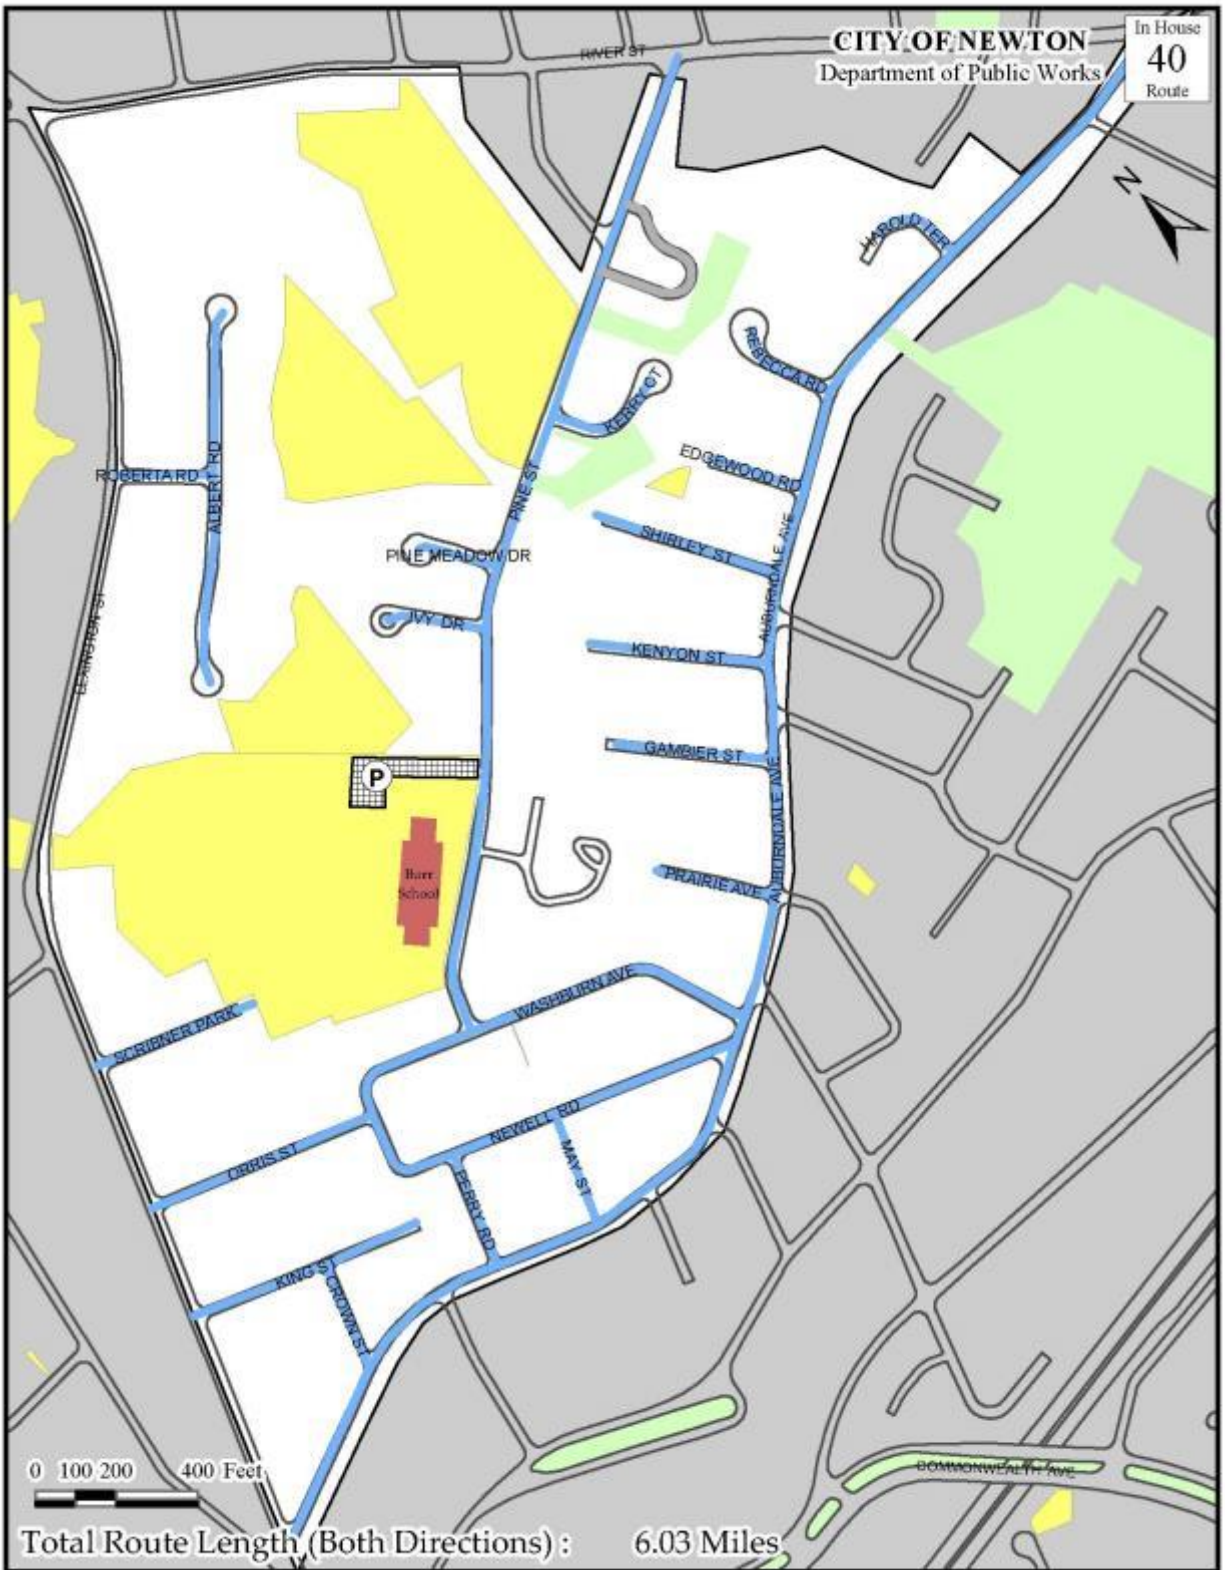 RIVER ST
CITY OF NEWTON
Department of Public Works
In House
40
Route
N
HAROLD TER
REBECCA RD
KERRY CT
EDGEWOOD RD
ROBERTA RD
ALBERT RD
PINE ST
SHIRLEY ST
AUBURNDALE AVE
PINE MEADOW DR
IVY DR
LEXINGTON ST
KENYON ST
GAMBIER ST
P
AUBURNDALE AVE
Burr
School
PRAIRIE AVE
WASHBURN AVE
SCRIBNER PARK
NEWELL RD
MAY ST
ORRIS ST
PERRY RD
KING ST
CROWN ST
0 100 200 400 Feet
COMMONWEALTH AVE
Total Route Length (Both Directions) : 6.03 Miles